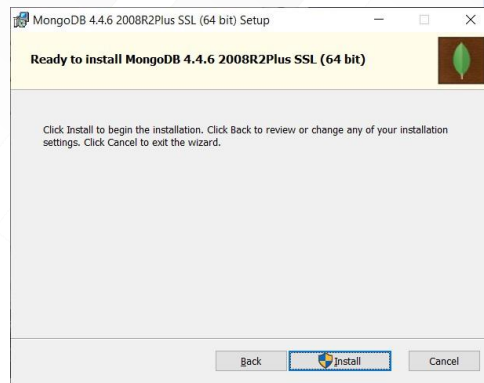 MongoDB 4.4.6 2008R2Plus SSL (64 bit) Setup
Ready to install MongoDB 4.4.6 2008R2Plus SSL (64 bit)
Click Install to begin the installation. Click Back to review or change any of your installation
settings. Click Cancel to exit the wizard.
Back Install Cancel